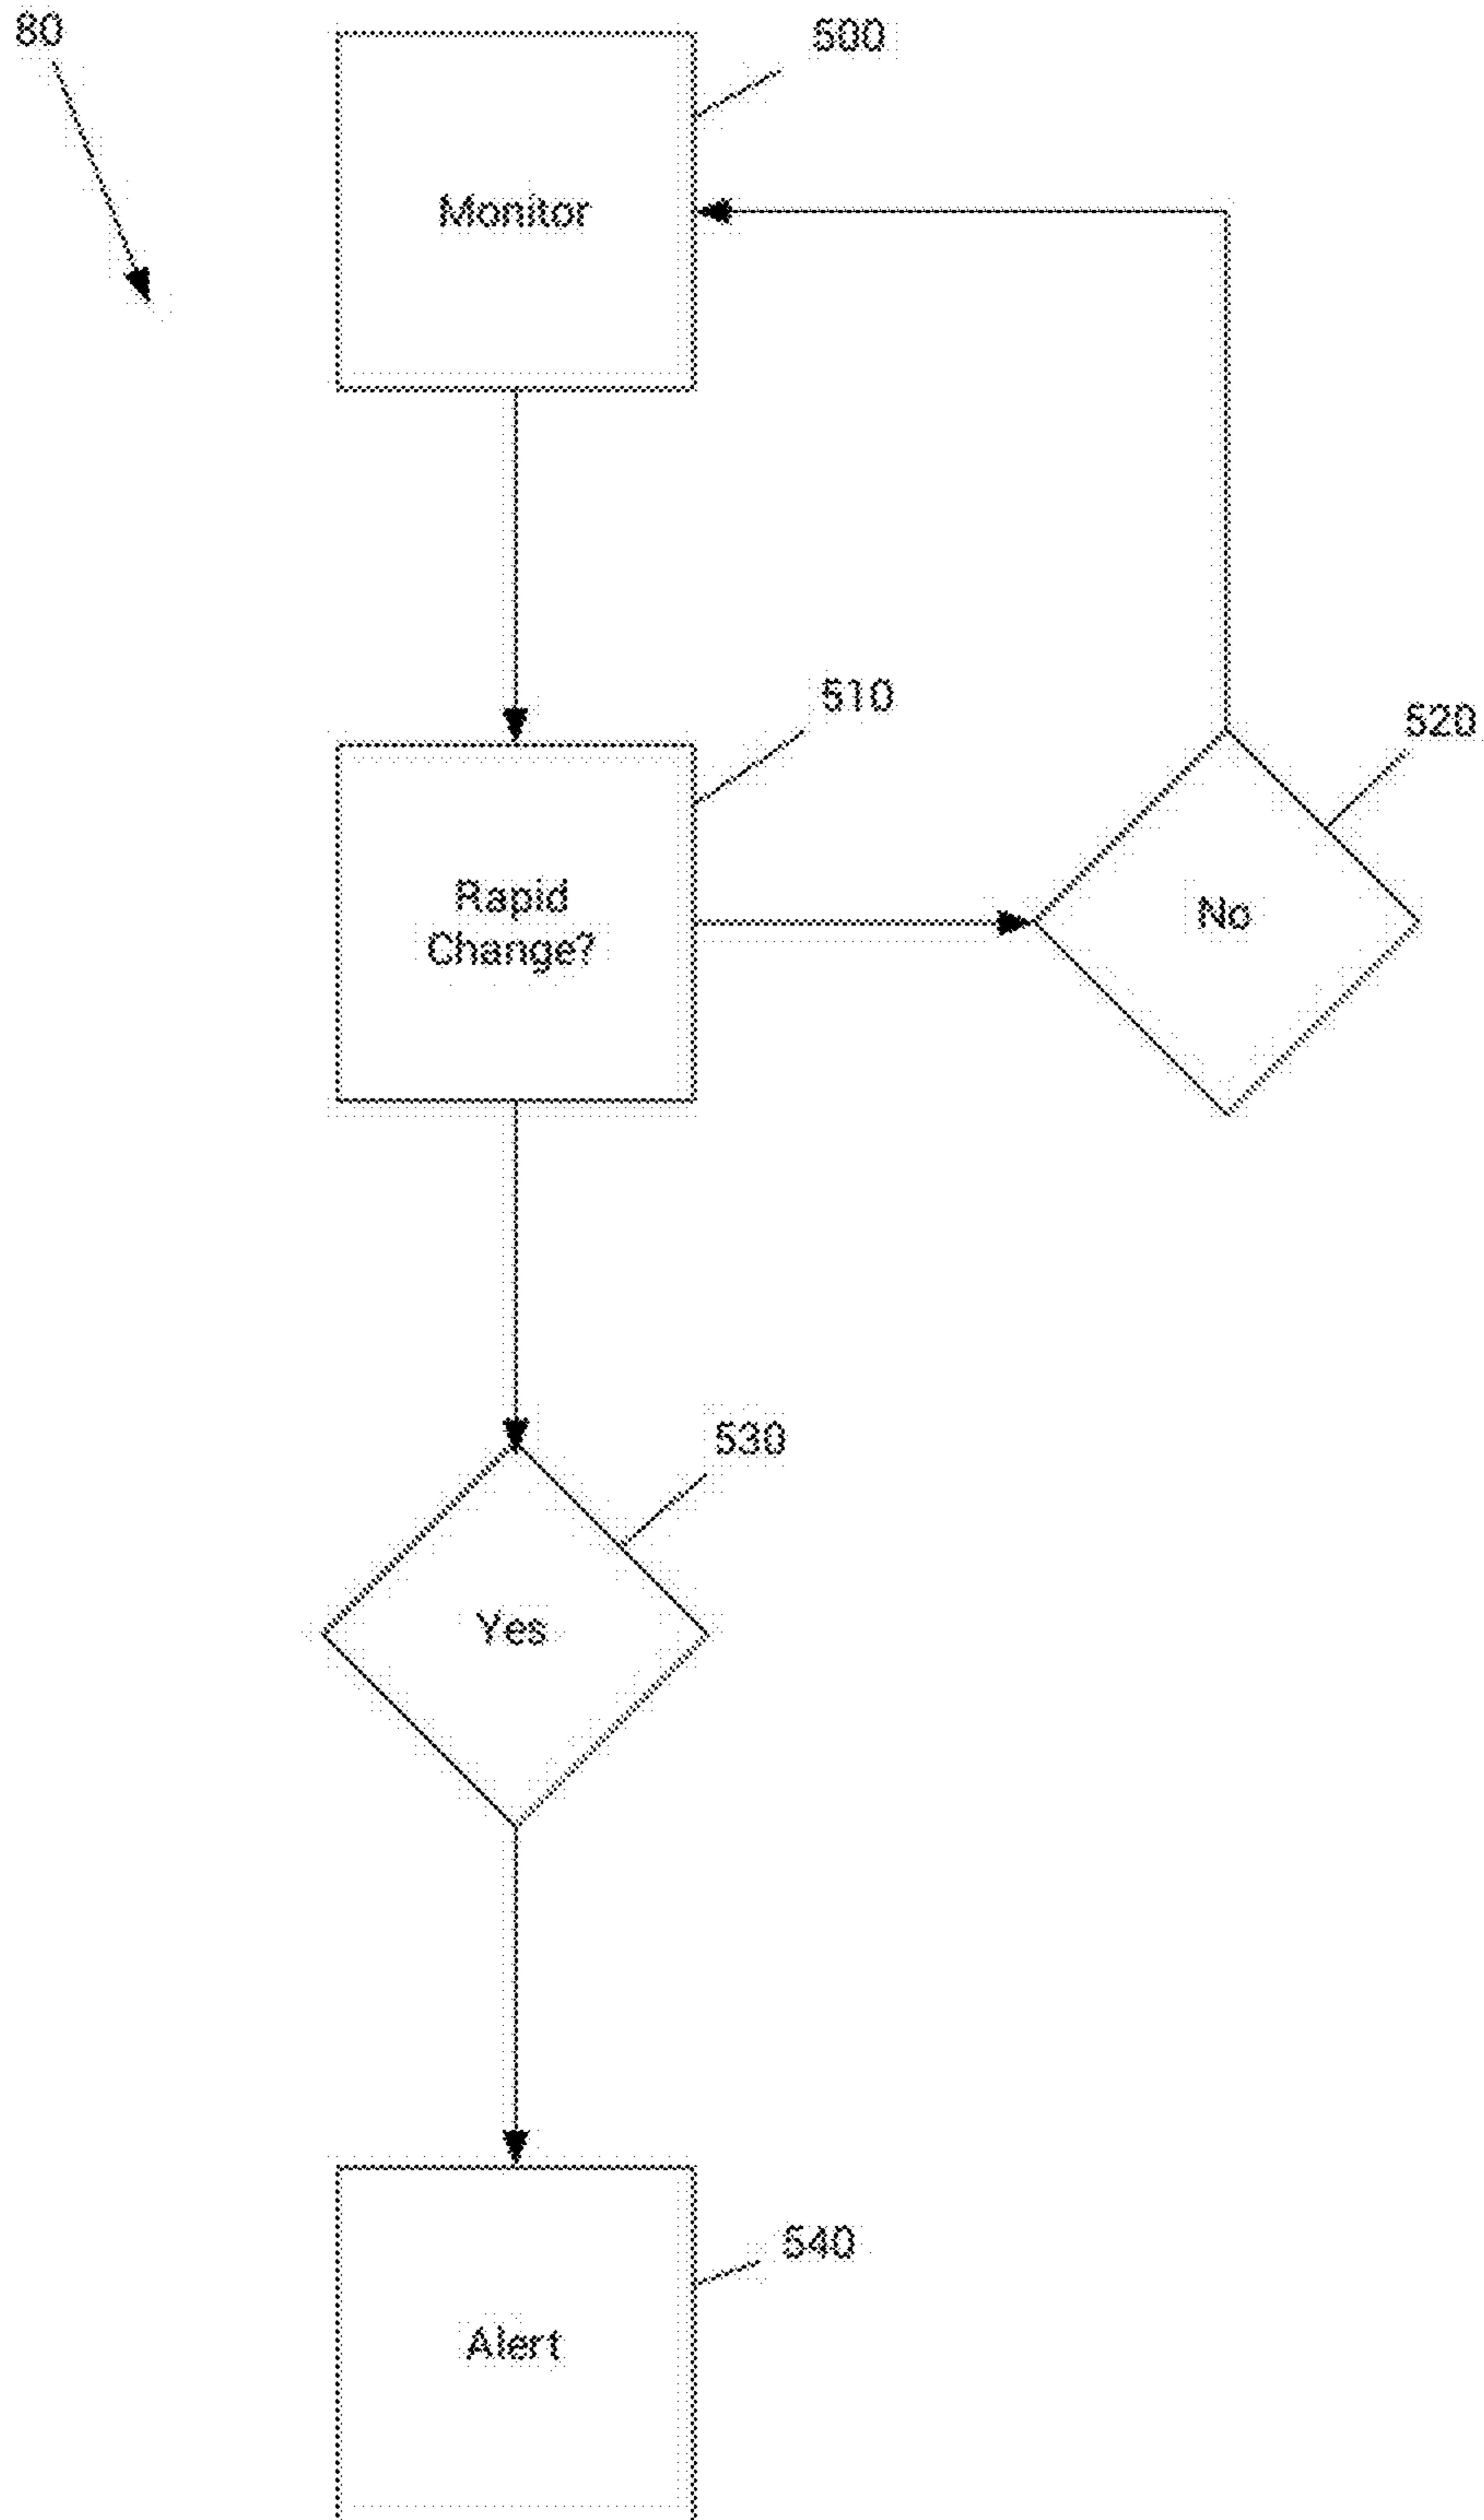 80
500
Monitor
510
520
Rapid
Change?
No
530
Yes
540
Alert